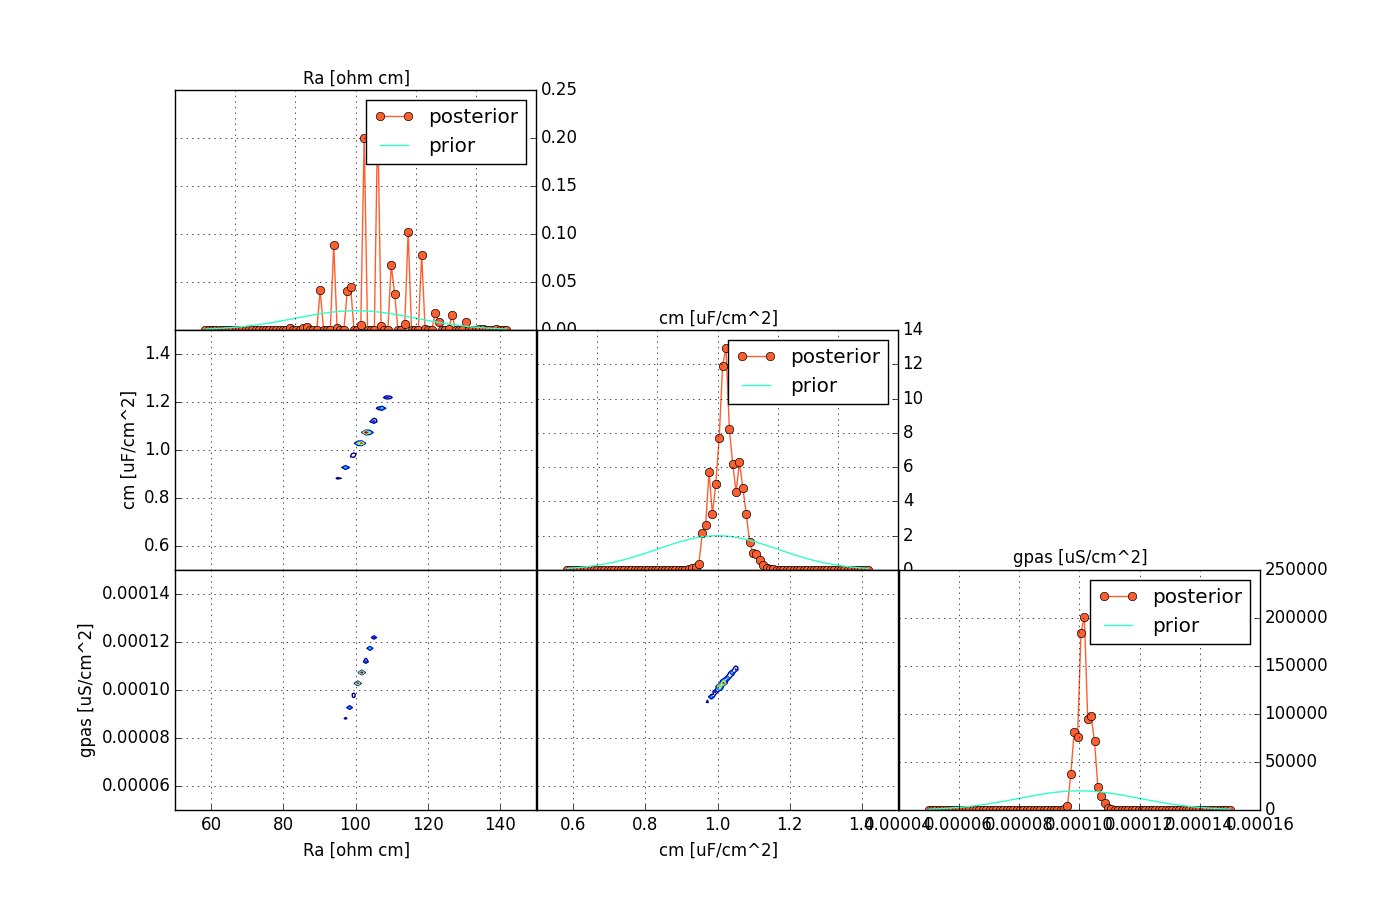 Ra [ohm cm]
posterior
prior
0.25
0.20
0.15
0.10
0.05
0.00
cm [uF/cm^2]
posterior
prior
14
12
10
8
6
4
2
0
1.4
1.2
1.0
0.8
0.6
cm [uF/cm^2]
gpas [uS/cm^2]
posterior
prior
250000
200000
150000
100000
50000
0
0.00014
0.00012
0.00010
0.00008
0.00006
gpas [uS/cm^2]
60 80 100 120 140
0.6 0.8 1.0 1.2 1.4
0.00004 0.00006 0.00008 0.00010 0.00012 0.00014 0.00016
Ra [ohm cm]
cm [uF/cm^2]